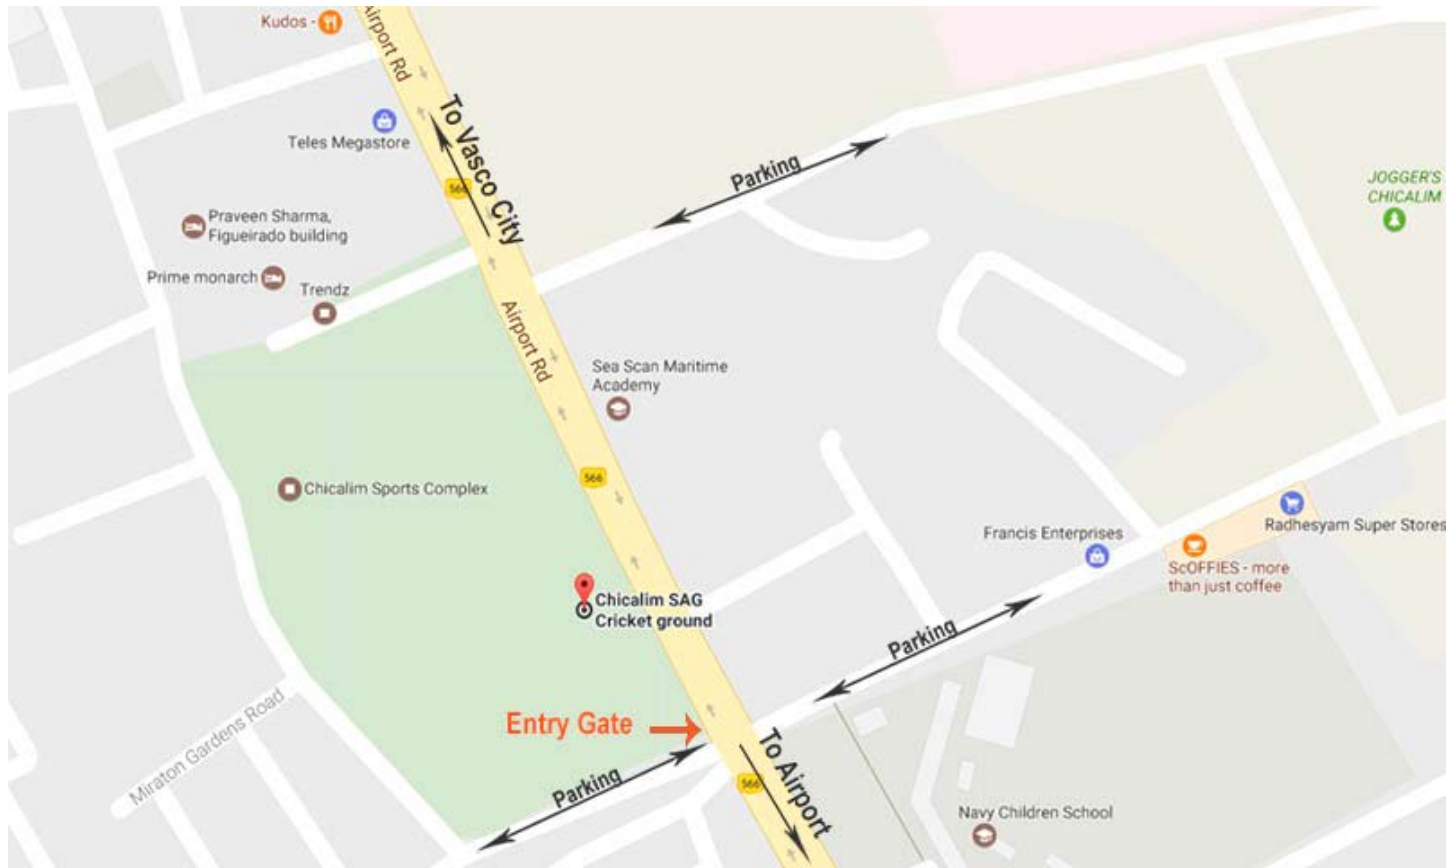 Kudos -
Airport Rd
To Vasco City
Teles Megastore
Parking
JOGGER'S
CHICALIM
566
Praveen Sharma,
Figueirado building
Prime monarch
Trendz
Airport Rd
Sea Scan Maritime
Academy
566
Chicalim Sports Complex
Francis Enterprises
Radhesyam Super Stores
ScOFFIES - more
than just coffee
Chicalim SAG
Cricket ground
Parking
Entry Gate
Miraton Gardens Road
To Airport
Parking
566
Navy Children School